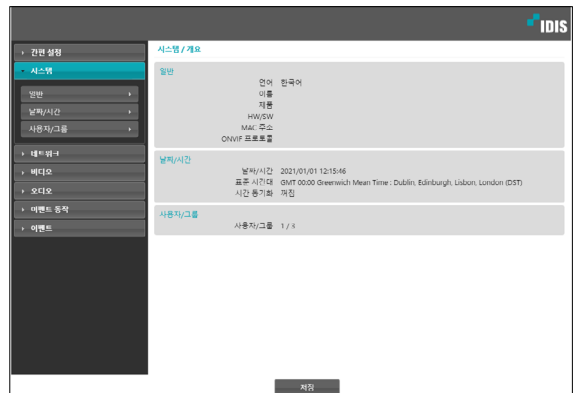 IDIS
간편 설정
시스템
일반
날짜/시간
사용자/그룹
네트워크
비디오
오디오
이벤트 동작
이벤트
시스템 / 개요
일반
언어 한국어
이름
제품
HW/SW
MAC 주소
ONVIF 프로토콜
날짜/시간
날짜/시간 2021/01/01 12:15:46
표준 시간대 GMT 00:00 Greenwich Mean Time : Dublin, Edinburgh, Lisbon, London (DST)
시간 동기화 꺼짐
사용자/그룹
사용자/그룹 1 / 3
저장